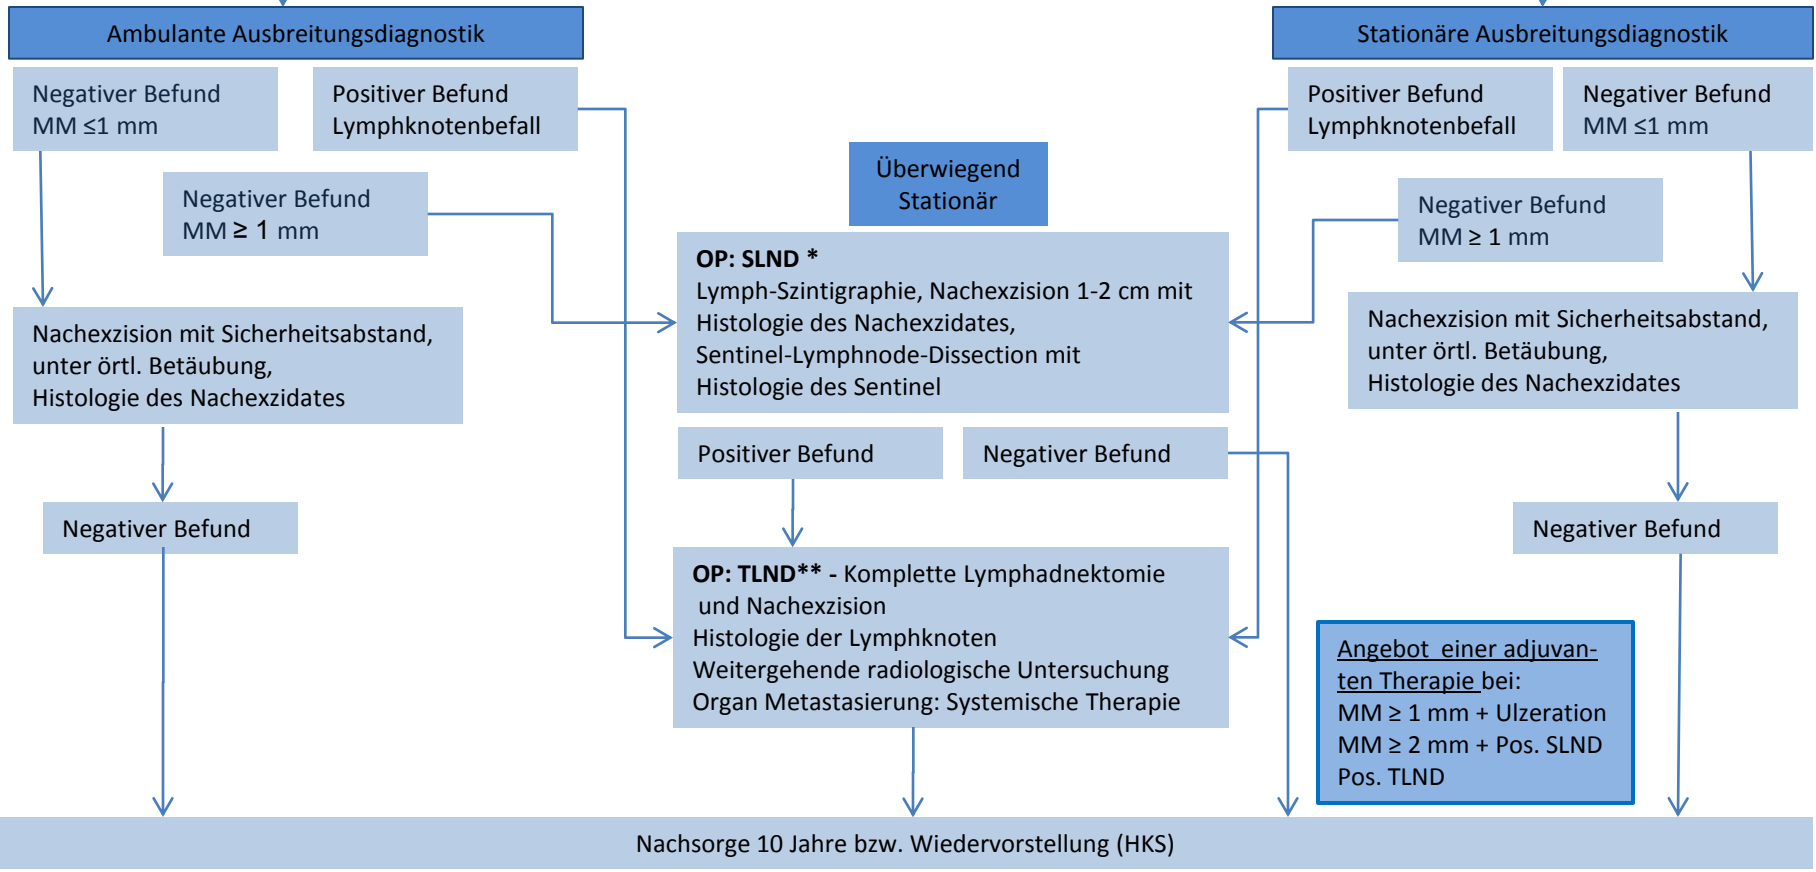 Ambulante Ausbreitungsdiagnostik
Stationäre Ausbreitungsdiagnostik
Negativer Befund
MM ≤1 mm
Positiver Befund
Lymphknotenbefall
Positiver Befund
Lymphknotenbefall
Negativer Befund
MM ≤1 mm
Überwiegend
Stationär
Negativer Befund
MM ≥ 1 mm
Negativer Befund
MM ≥ 1 mm
OP: SLND *
Lymph-Szintigraphie, Nachexzision 1-2 cm mit
Histologie des Nachexzidates,
Sentinel-Lymphnode-Dissection mit
Histologie des Sentinel
Nachexzision mit Sicherheitsabstand,
unter örtl. Betäubung,
Histologie des Nachexzidates
Nachexzision mit Sicherheitsabstand,
unter örtl. Betäubung,
Histologie des Nachexzidates
Positiver Befund
Negativer Befund
Negativer Befund
Negativer Befund
OP: TLND** - Komplette Lymphadnektomie
und Nachexzision
Histologie der Lymphknoten
Weitergehende radiologische Untersuchung
Organ Metastasierung: Systemische Therapie
Angebot einer adjuvan-
ten Therapie bei:
MM ≥ 1 mm + Ulzeration
MM ≥ 2 mm + Pos. SLND
Pos. TLND
Nachsorge 10 Jahre bzw. Wiedervorstellung (HKS)